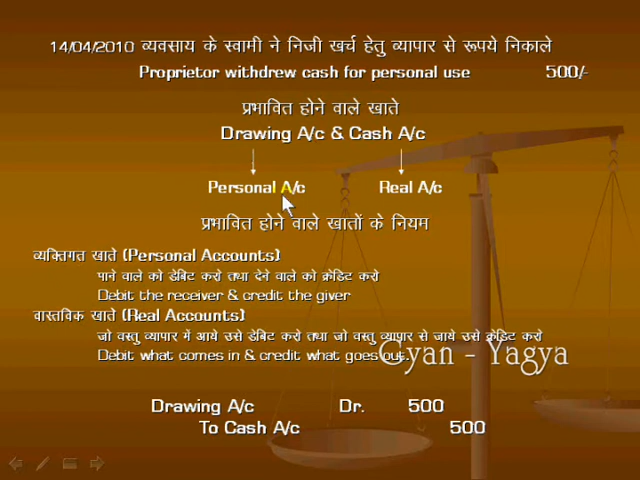 14/04/2010 व्यवसाय के स्वामी ने निजी खर्च हेतु व्यापार से रूपये निकाले
Proprietor withdrew cash for personal use 500/-
प्रभावित होने वाले खाते
Drawing A/c & Cash A/c
Personal A/c Real A/c
प्रभावित होने वाले खातों के नियम
व्यक्तिगत खाते (Personal Accounts)
पाने वाले को डेबिट करो तथा देने वाले को क्रेडिट करो
Debit the receiver & credit the giver
वास्तविक खाते (Real Accounts)
जो वस्तु व्यापार में आये उसे डेबिट करो तथा जो वस्तु व्यापार से जाये उसे क्रेडिट करो
Debit what comes in & credit what goes out.
Gyan - Yagya
Drawing A/c Dr. 500
To Cash A/c 500